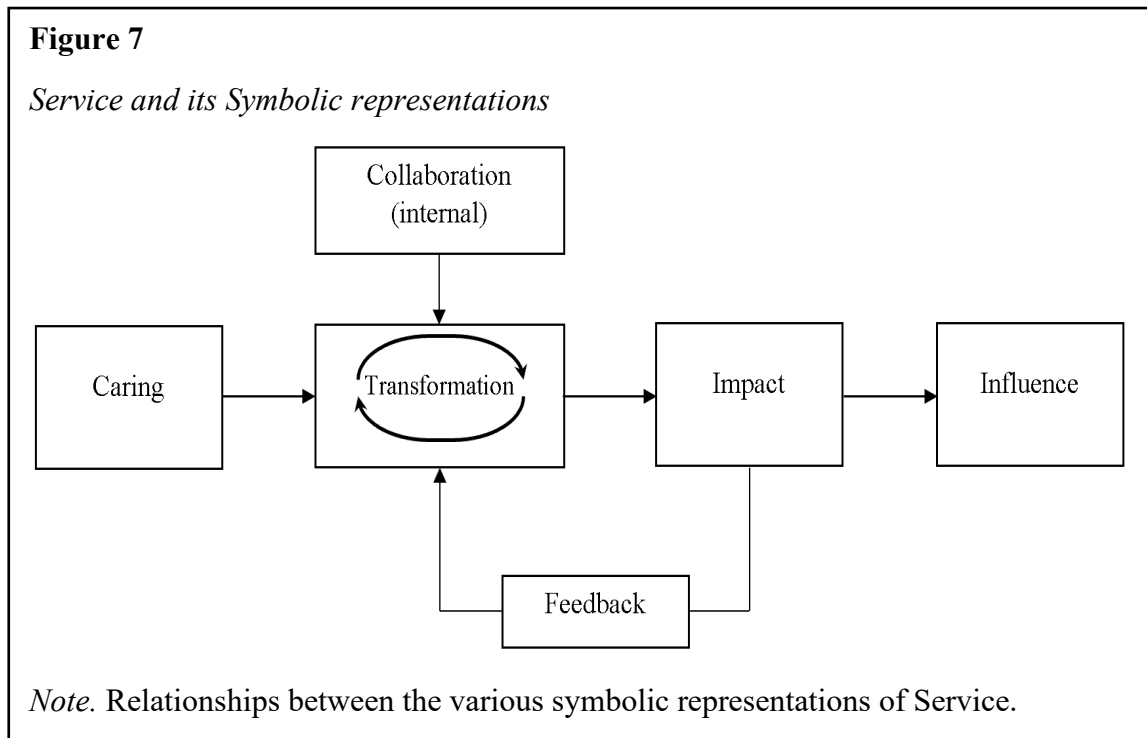 Figure 7
Service and its Symbolic representations
Collaboration
(internal)
Caring
Transformation
Impact
Influence
Feedback
Note. Relationships between the various symbolic representations of Service.